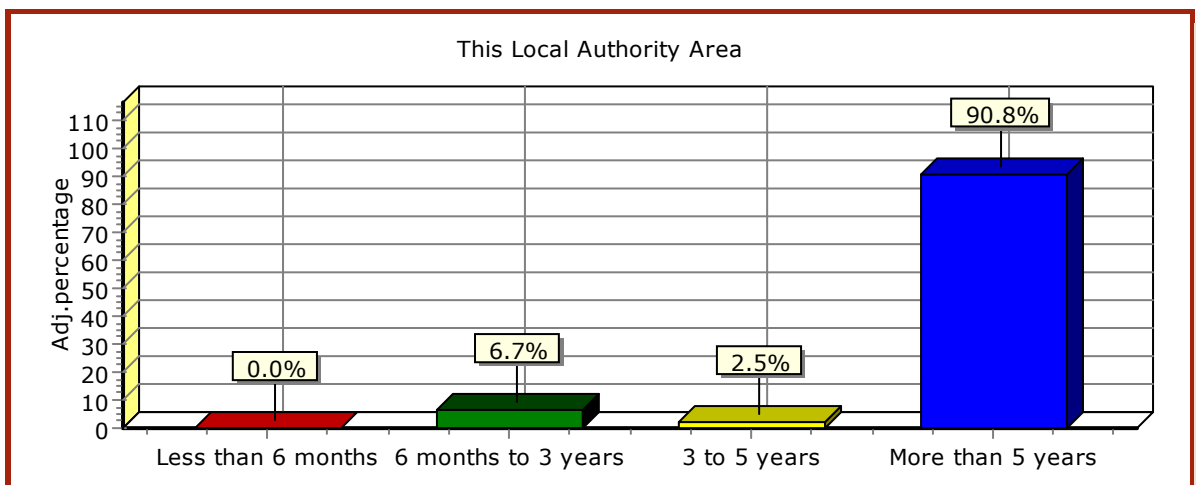 This Local Authority Area
Adj.percentage
110
100
90
80
70
60
50
40
30
20
10
0
0.0%
6.7%
2.5%
90.8%
Less than 6 months
6 months to 3 years
3 to 5 years
More than 5 years